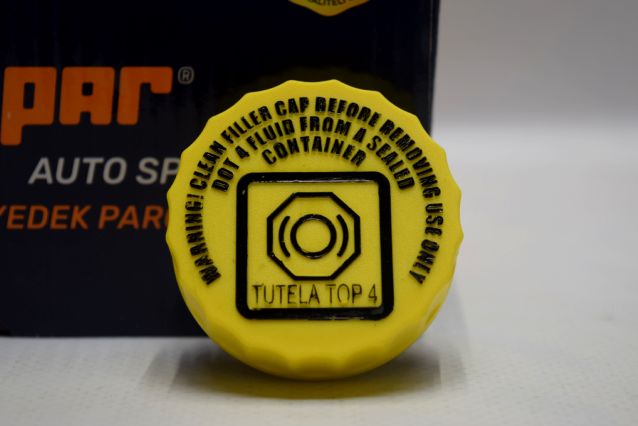 par®
AUTO SP
YEDEK PAR
WARNING! CLEAN FILLER CAP BEFORE REMOVING USE ONLY
DOT 4 FLUID FROM A SEALED
CONTAINER
TUTELA TOP 4